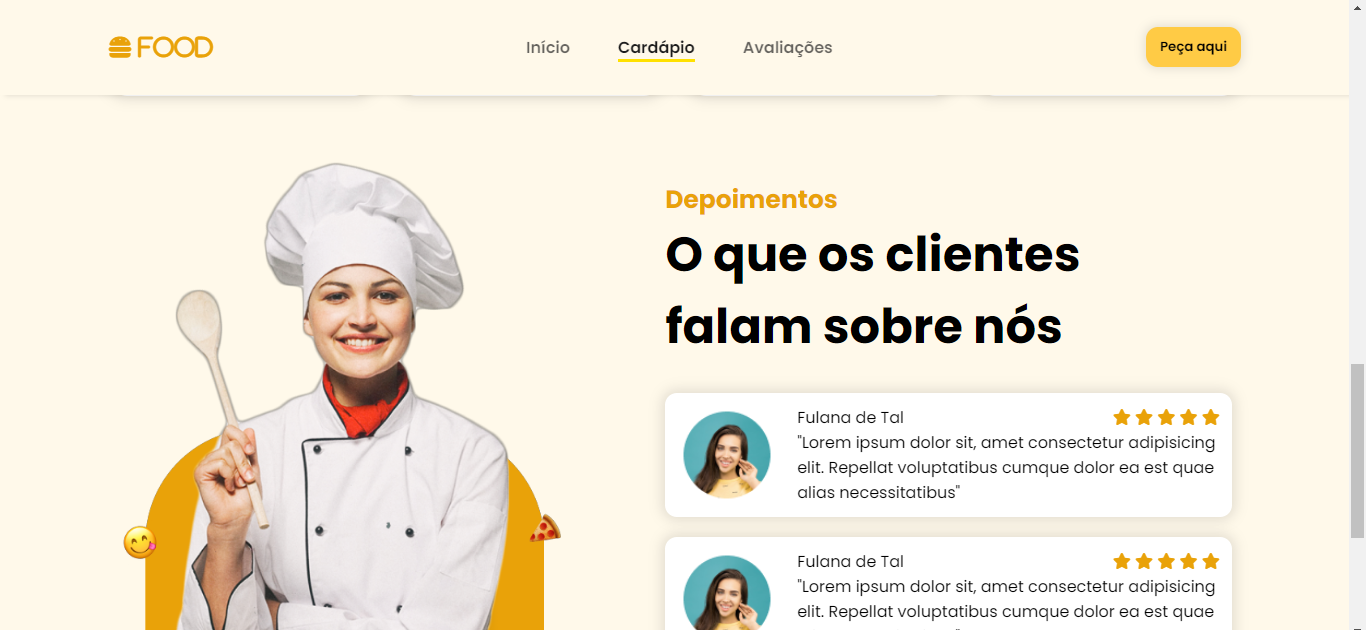 FOOD
Início
Cardápio
Avaliações
Peça aqui
Depoimentos
O que os clientes
falam sobre nós
Fulana de Tal
"Lorem ipsum dolor sit, amet consectetur adipisicing
elit. Repellat voluptatibus cumque dolor ea est quae
alias necessitatibus"
Fulana de Tal
"Lorem ipsum dolor sit, amet consectetur adipisicing
elit. Repellat voluptatibus cumque dolor ea est quae